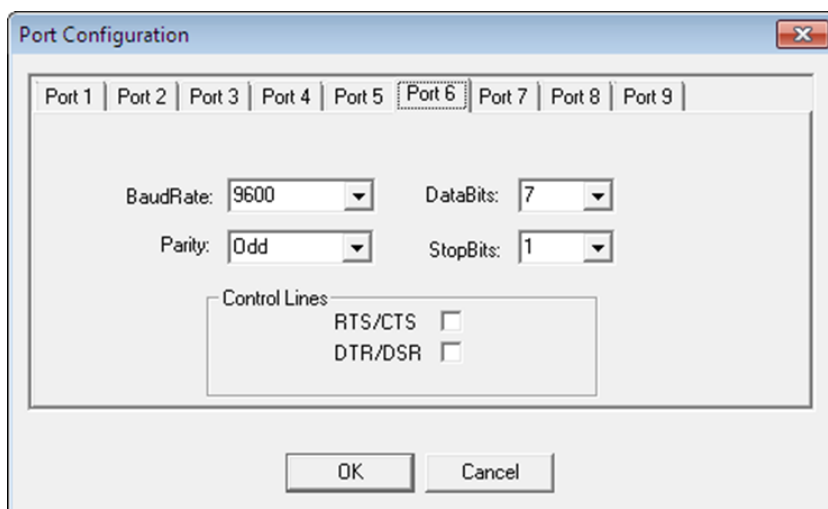 Port Configuration
Port 1 Port 2 Port 3 Port 4 Port 5 Port 6 Port 7 Port 8 Port 9
BaudRate: 9600 DataBits: 7
Parity: Odd StopBits: 1
Control Lines
RTS/CTS
DTR/DSR
OK Cancel